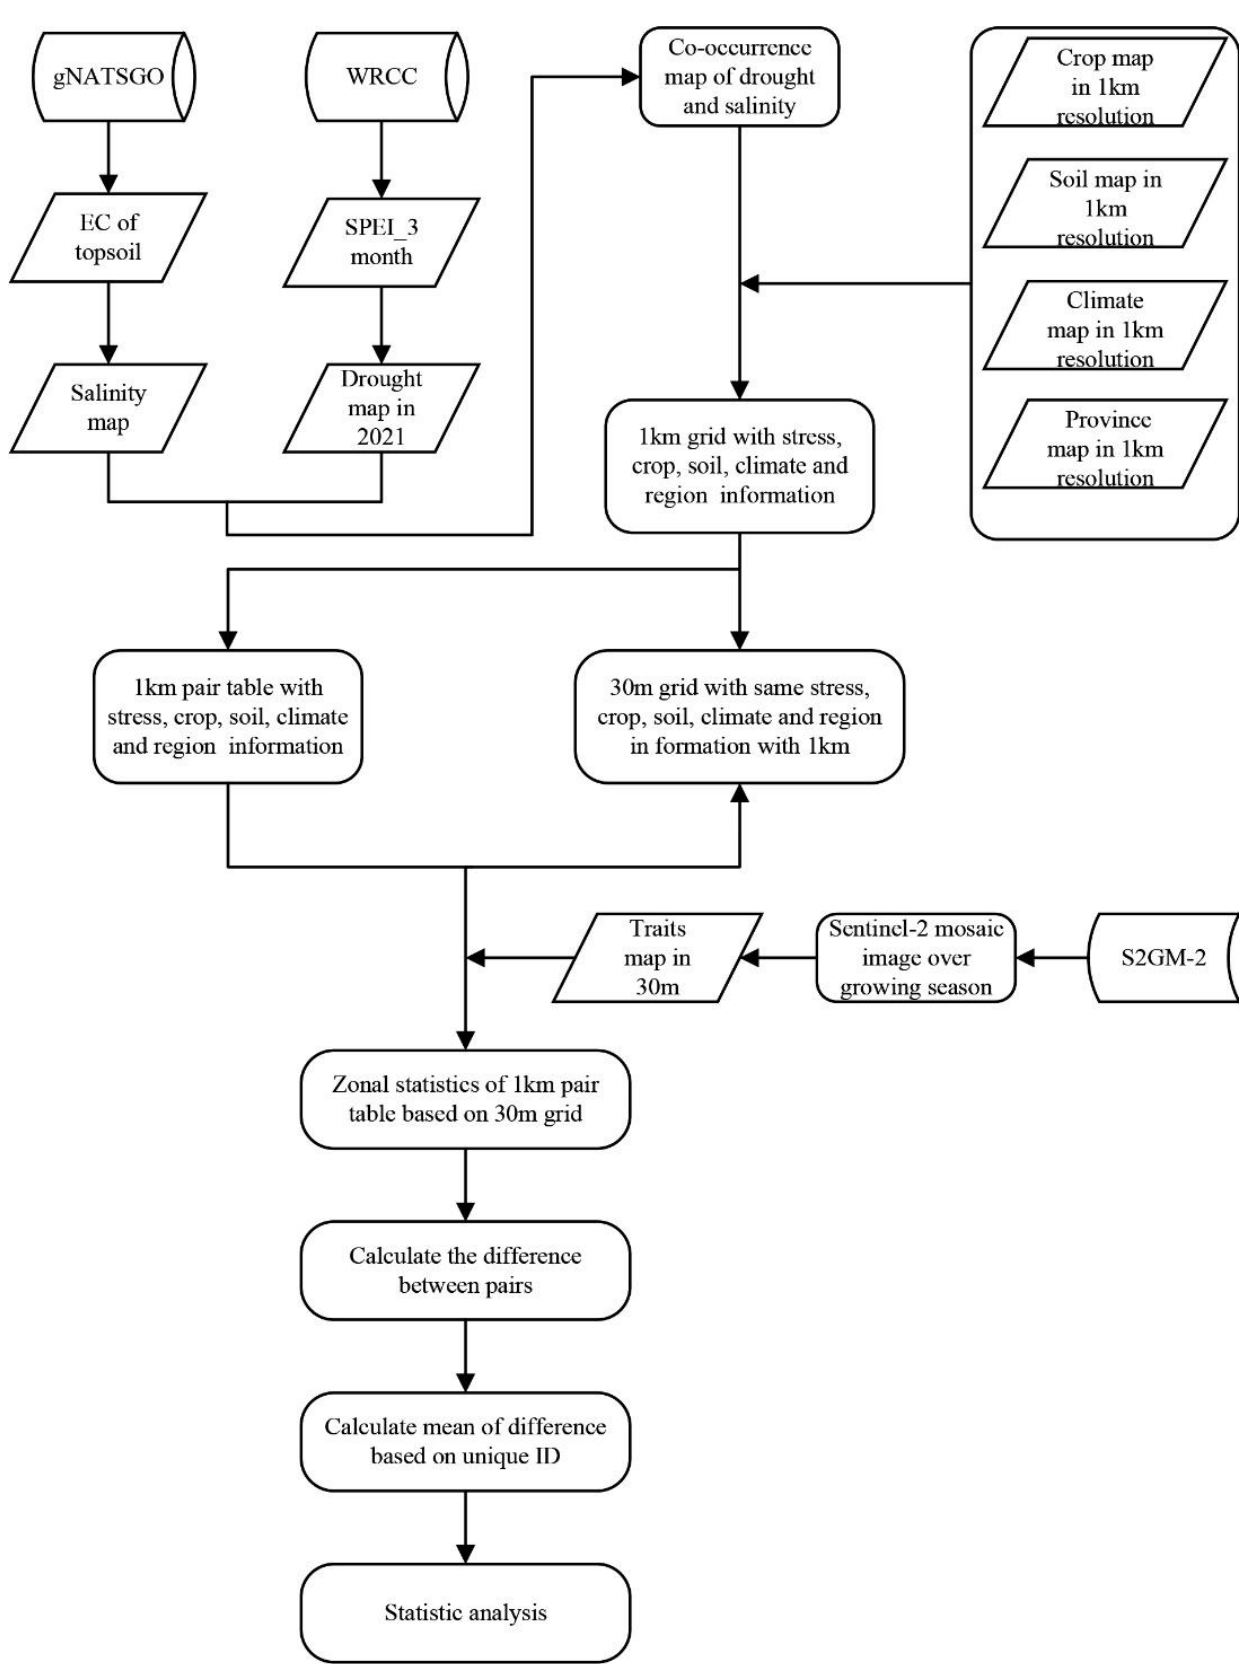 gNATSGO
WRCC
Co-occurrence
map of drought
and salinity
Crop map
in 1km
resolution
EC of
topsoil
SPEI_3
month
Soil map in
1km
resolution
Climate
map in 1km
resolution
Salinity
map
Drought
map in
2021
Province
map in 1km
resolution
1km grid with stress,
crop, soil, climate and
region information
1km pair table with
stress, crop, soil, climate
and region information
30m grid with same stress,
crop, soil, climate and region
in formation with 1km
Traits
map in
30m
Sentinel-2 mosaic
image over
growing season
S2GM-2
Zonal statistics of 1km pair
table based on 30m grid
Calculate the difference
between pairs
Calculate mean of difference
based on unique ID
Statistic analysis